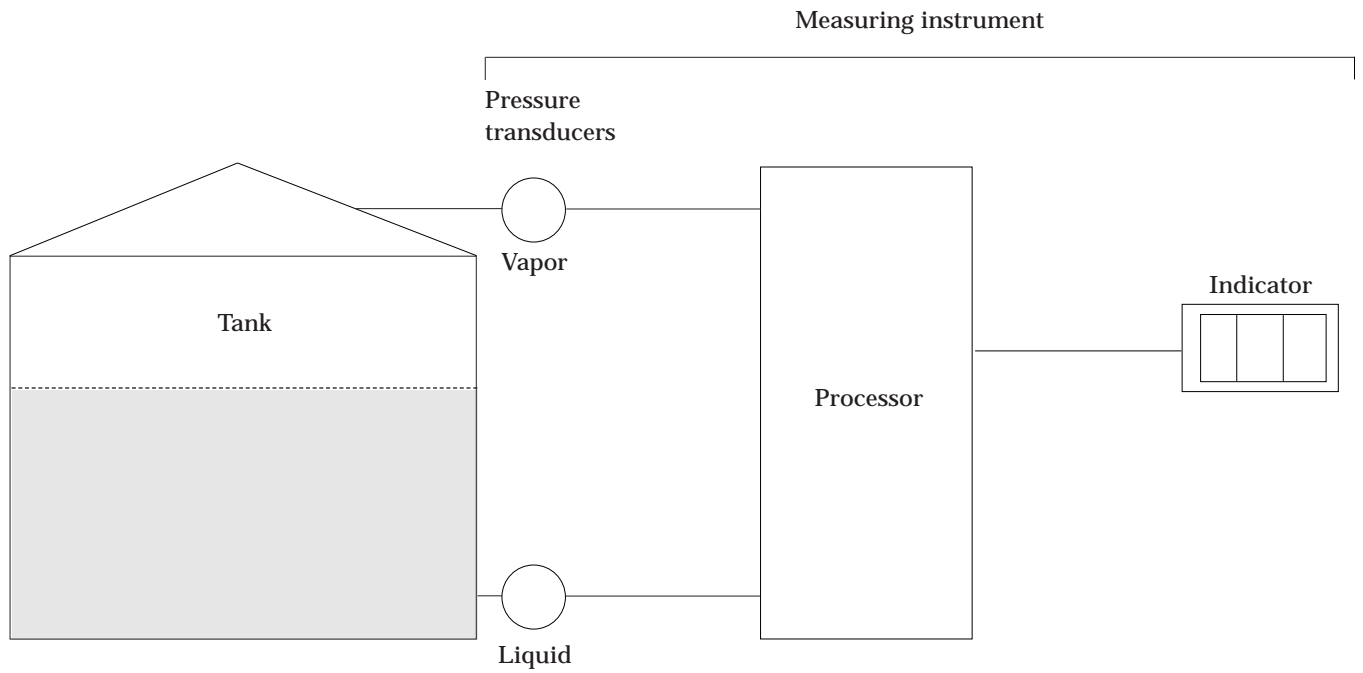 Measuring instrument
Pressure
transducers
Vapor
Indicator
Tank
Processor
Liquid